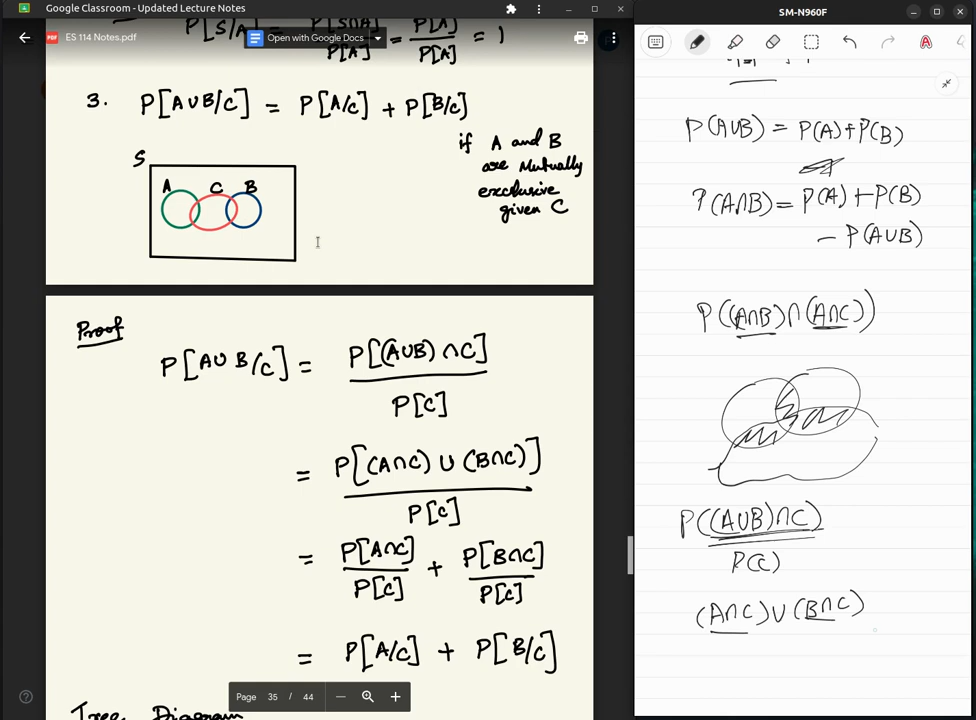 Google Classroom - Updated Lecture Notes
SM-N960F
PDF ES 114 Notes.pdf
Open with Google Docs
P[S/A] = P[S∩A] / P[A] = P[A] / P[A] = 1
3. P[A∪B/C] = P[A/C] + P[B/C]
if A and B
are Mutually
exclusive
given C
S
A C B
Proof
P[A∪B/C] = P[(A∪B)∩C] / P[C]
= P[(A∩C)∪(B∩C)] / P[C]
= P[A∩C] / P[C] + P[B∩C] / P[C]
= P[A/C] + P[B/C]
Tree Diagram
Page 35 / 44
P(A∪B) = P(A)+P(B)
P(A∩B) = P(A)+P(B)
- P(A∪B)
P((A∩B)∩(A∩C))
P((A∪B)∩C)
P(C)
(A∩C)∪(B∩C)